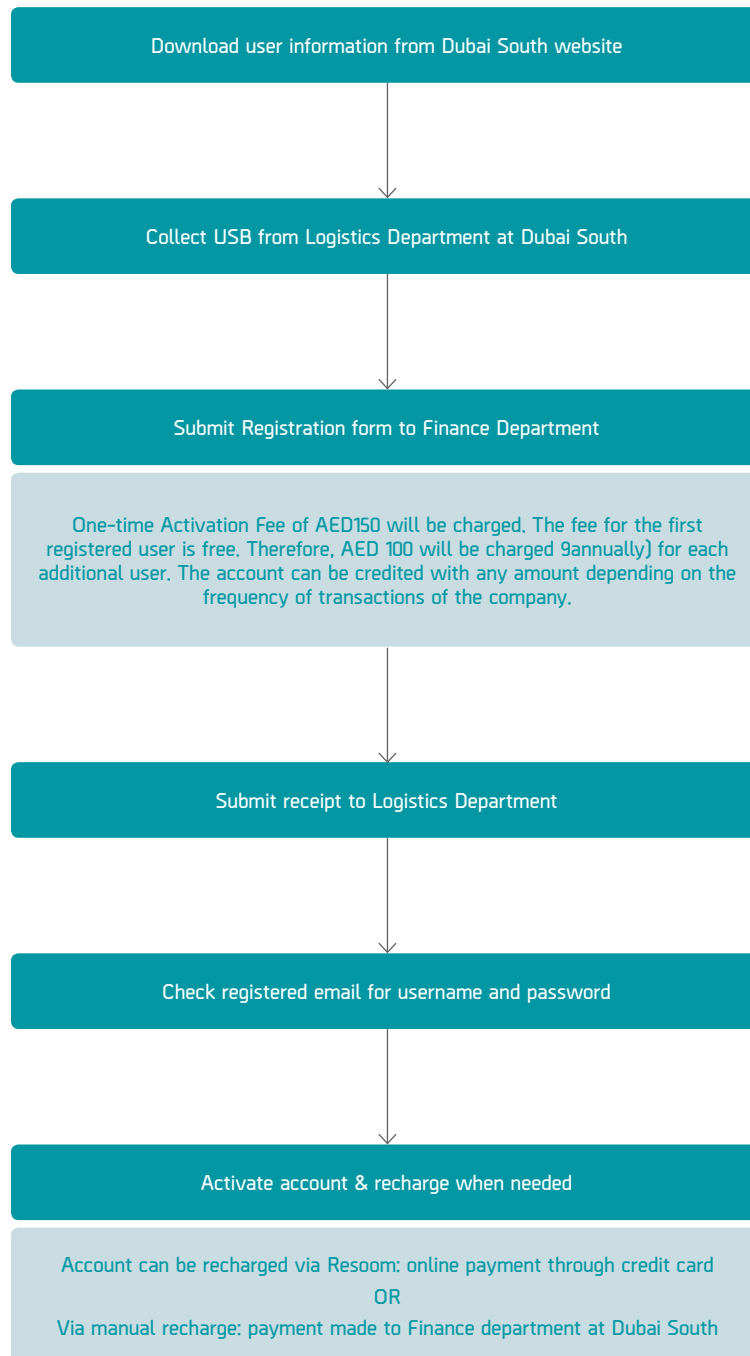 Download user information from Dubai South website
Collect USB from Logistics Department at Dubai South
Submit Registration form to Finance Department
One-time Activation Fee of AED150 will be charged. The fee for the first
registered user is free. Therefore, AED 100 will be charged 9annually) for each
additional user. The account can be credited with any amount depending on the
frequency of transactions of the company.
Submit receipt to Logistics Department
Check registered email for username and password
Activate account & recharge when needed
Account can be recharged via Resoom: online payment through credit card
OR
Via manual recharge: payment made to Finance department at Dubai South